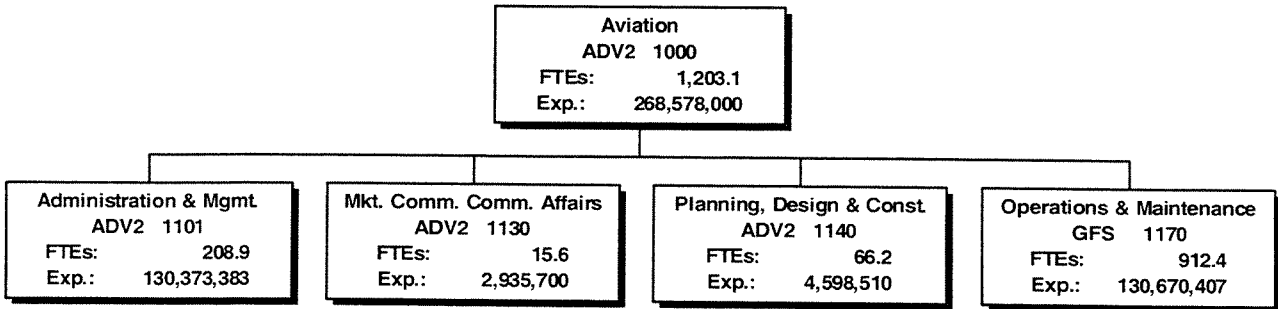 Aviation
ADV2 1000
FTEs: 1,203.1
Exp.: 268,578,000
Administration & Mgmt.
ADV2 1101
FTEs: 208.9
Exp.: 130,373,383
Mkt. Comm. Comm. Affairs
ADV2 1130
FTEs: 15.6
Exp.: 2,935,700
Planning, Design & Const.
ADV2 1140
FTEs: 66.2
Exp.: 4,598,510
Operations & Maintenance
GFS 1170
FTEs: 912.4
Exp.: 130,670,407